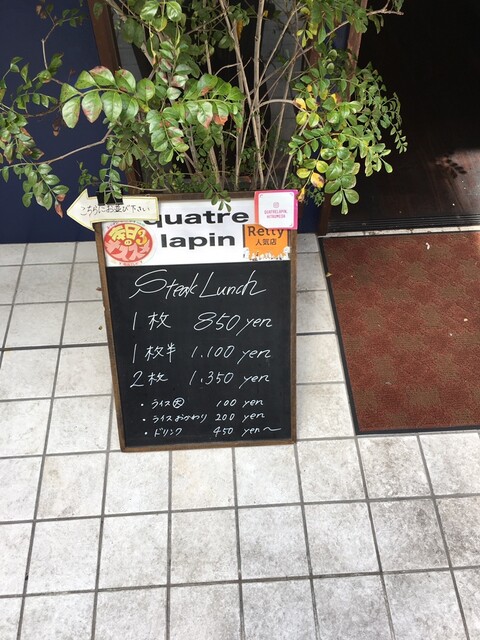 こちらにお並び下さい
quatre
lapin
Retty
人気店
Steak Lunch
1枚 850 yen
1枚半 1.100 yen
2枚 1.350 yen
・ライス大 100 yen
・ライスおかわり 200 yen
・ドリンク 450 yen〜